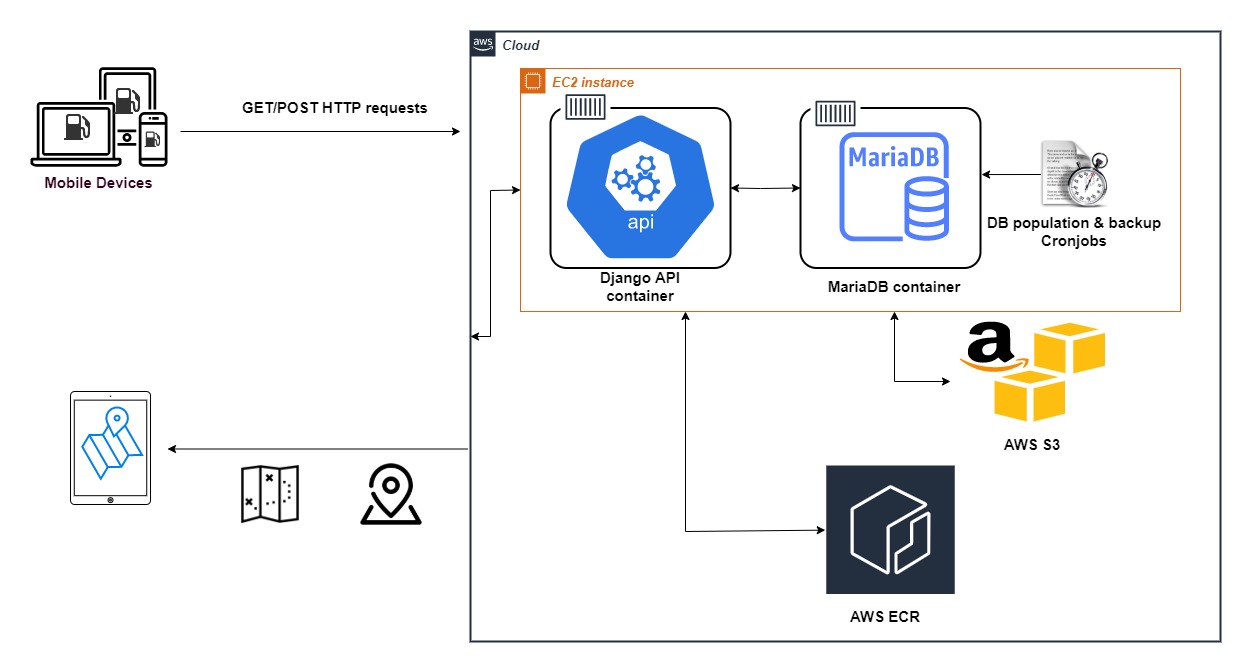 aws
Cloud
EC2 instance
GET/POST HTTP requests
Mobile Devices
api
MariaDB
Django API
container
MariaDB container
DB population & backup
Cronjobs
a
AWS S3
AWS ECR